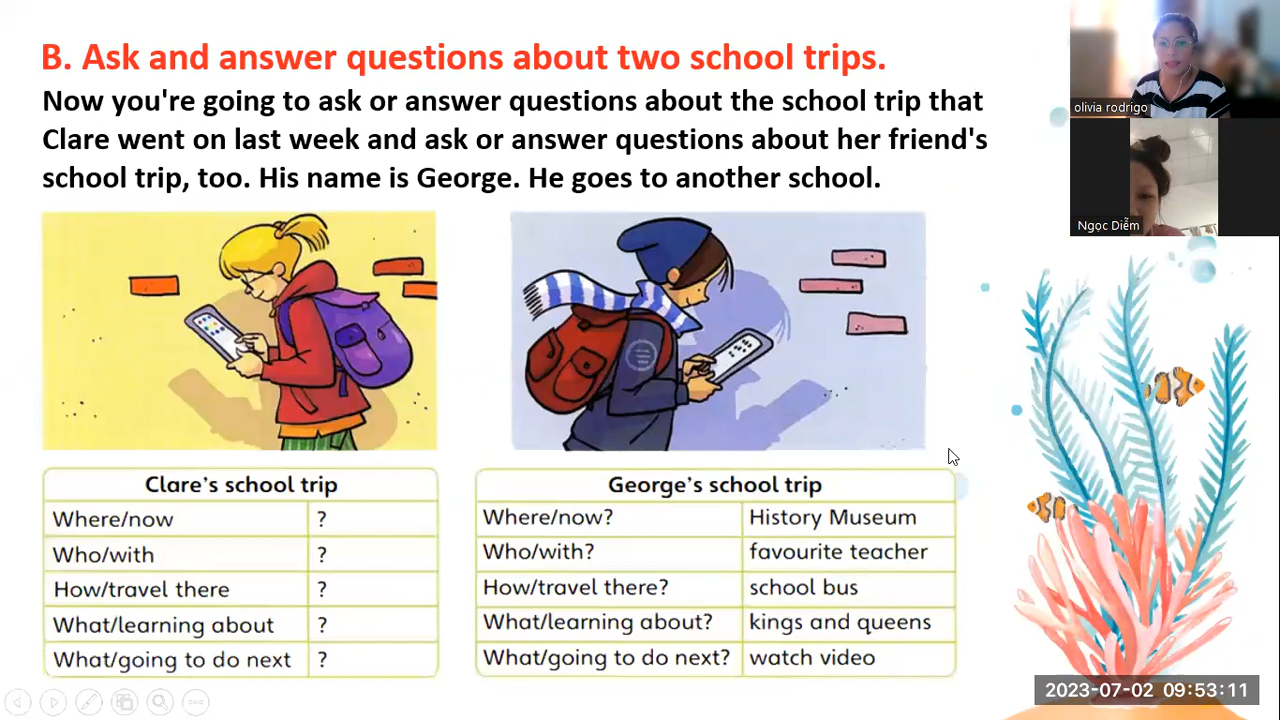 B. Ask and answer questions about two school trips.
Now you're going to ask or answer questions about the school trip that
Clare went on last week and ask or answer questions about her friend's
school trip, too. His name is George. He goes to another school.
olivia rodrigo
Ngọc Diễm
Clare's school trip
Where/now ?
Who/with ?
How/travel there ?
What/learning about ?
What/going to do next ?
George's school trip
Where/now? History Museum
Who/with? favourite teacher
How/travel there? school bus
What/learning about? kings and queens
What/going to do next? watch video
2023-07-02 09:53:11